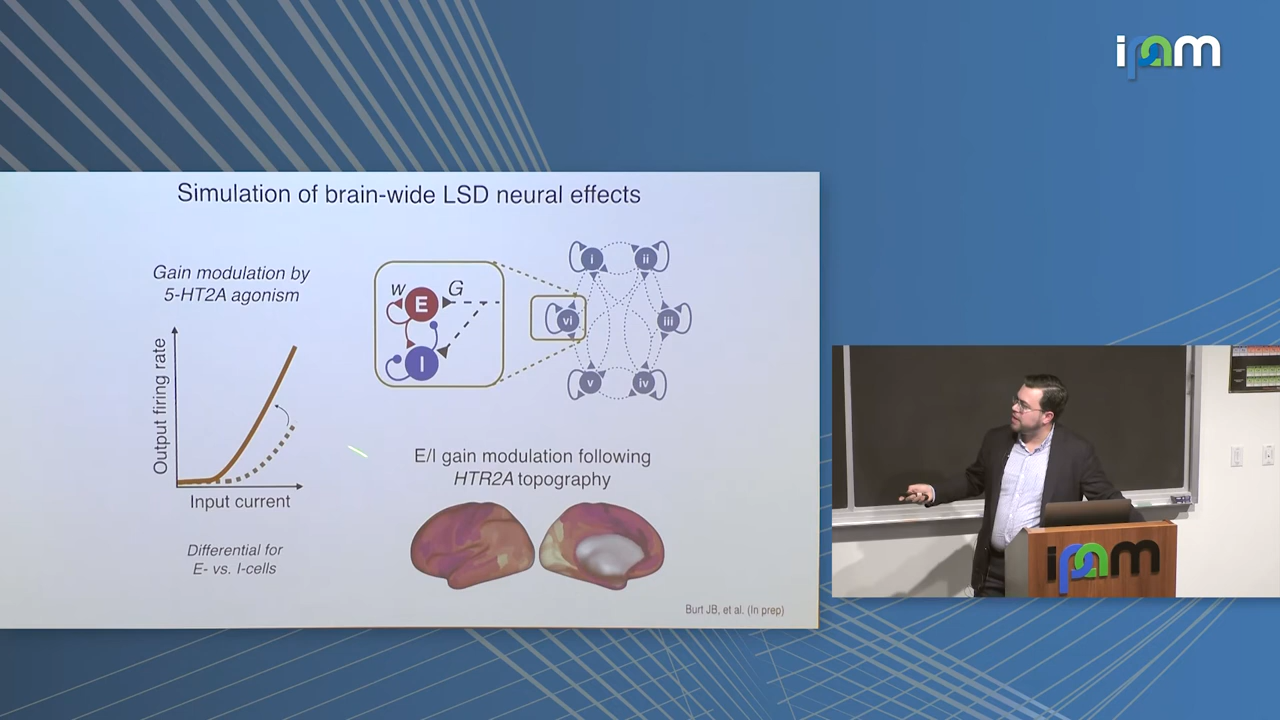 ipam
Simulation of brain-wide LSD neural effects
Gain modulation by
5-HT2A agonism
Output firing rate
Input current
Differential for
E- vs. I-cells
w
E
G
I
i
ii
vi
iii
v
iv
E/I gain modulation following
HTR2A topography
Burt JB, et al. (In prep)
ipam